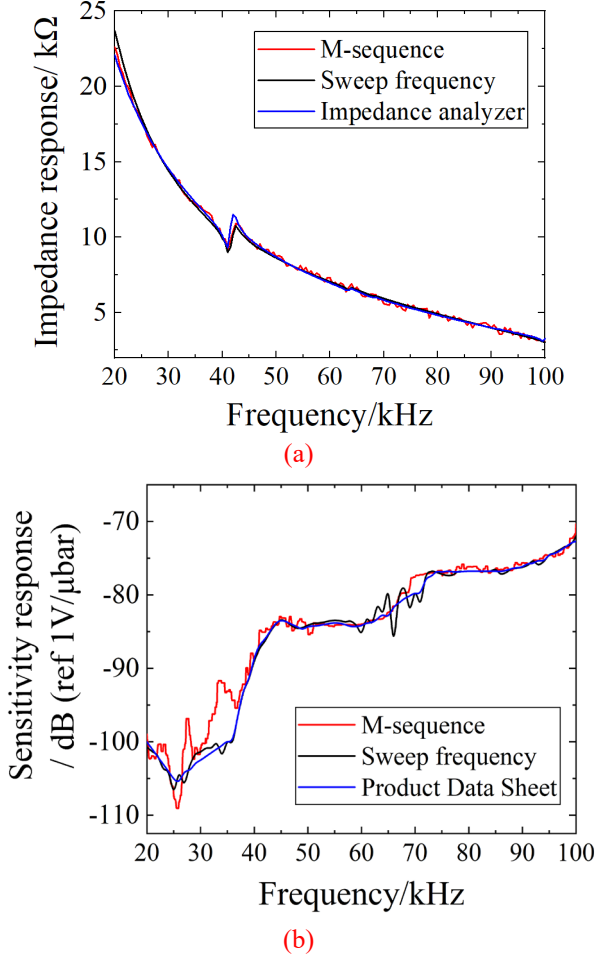 25
20
15
10
5
Impedance response/ kΩ
M-sequence
Sweep frequency
Impedance analyzer
20 30 40 50 60 70 80 90 100
Frequency/kHz
(a)
-70
-80
-90
-100
-110
Sensitivity response
/ dB (ref 1V/μbar)
M-sequence
Sweep frequency
Product Data Sheet
20 30 40 50 60 70 80 90 100
Frequency/kHz
(b)